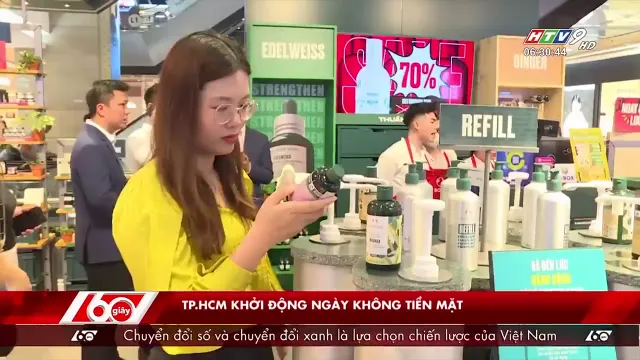 HTV9 HD
06:30:44
EDELWEISS
STRENGTHEN
70%
GINGER
REFILL
60 giây
TP.HCM KHỞI ĐỘNG NGÀY KHÔNG TIỀN MẶT
Chuyển đổi số và chuyển đổi xanh là lựa chọn chiến lược của Việt Nam